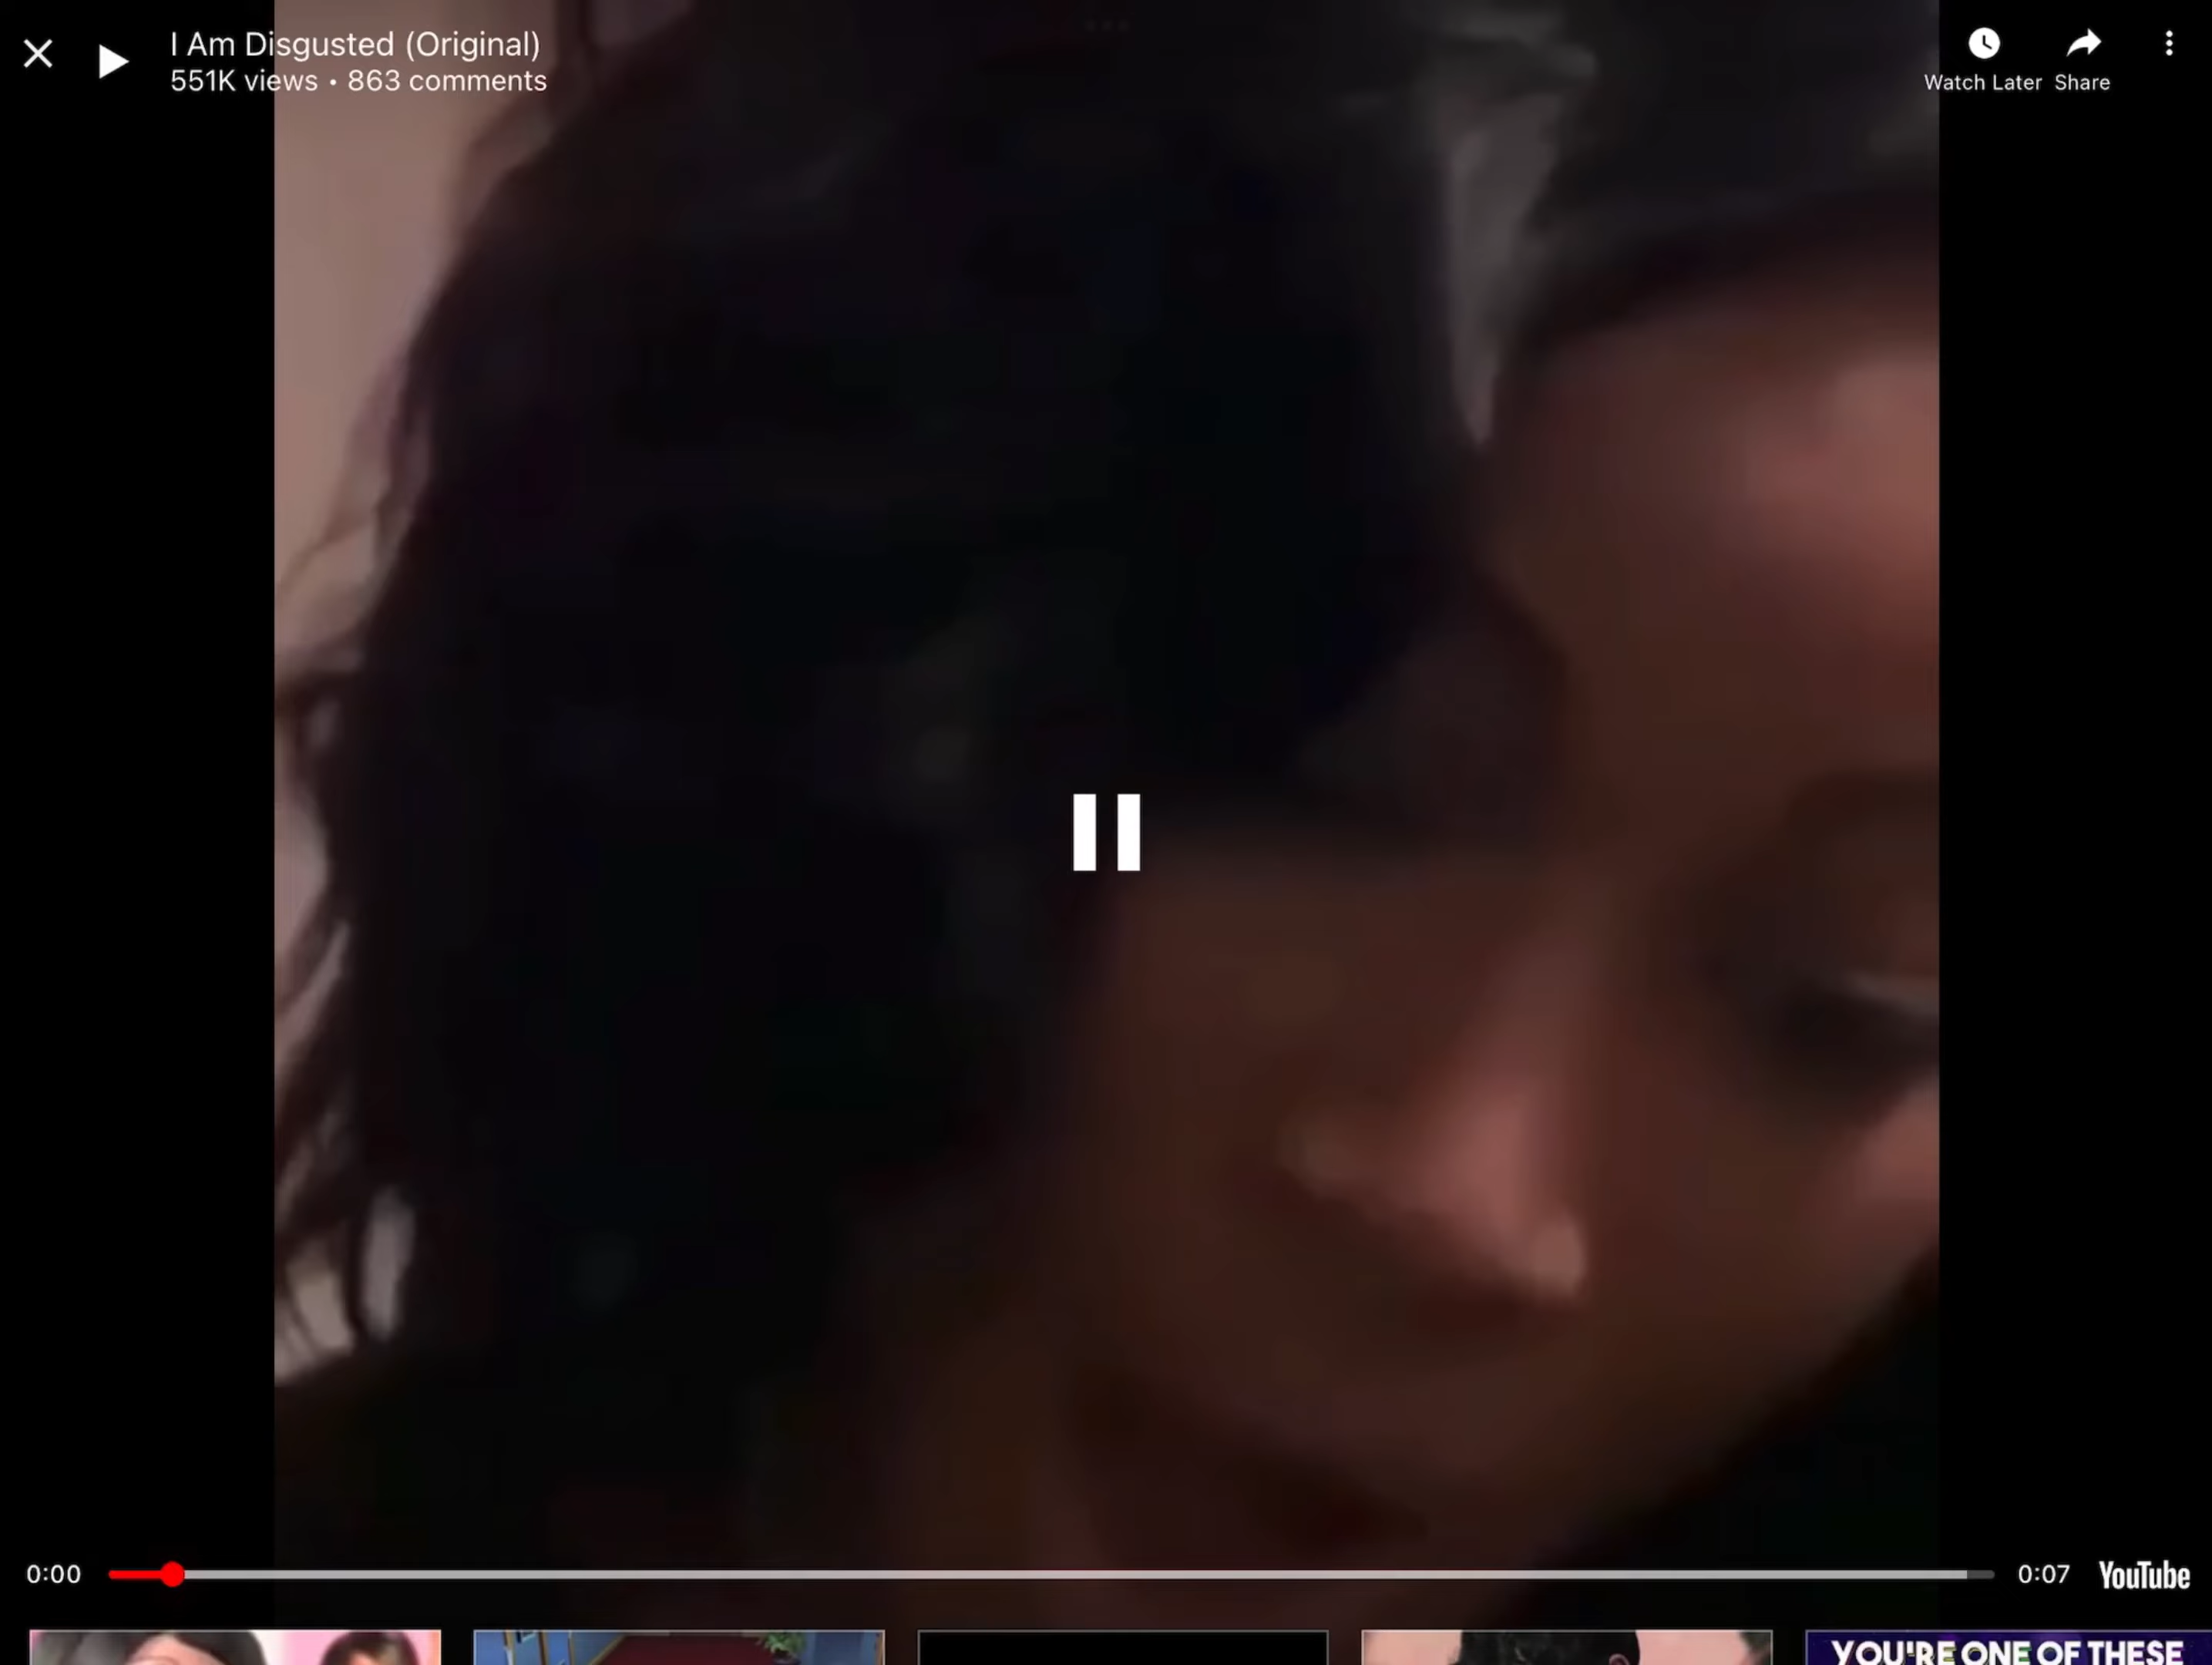 I Am Disgusted (Original)
551K views • 863 comments
Watch Later Share
0:00
0:07
YouTube
YOU'RE ONE OF THESE